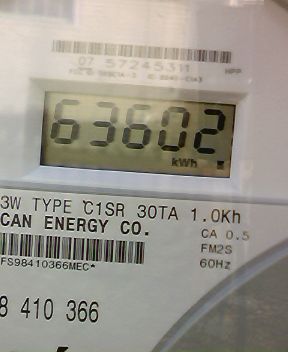 07 57245311
HPP
63602
kWh
3W TYPE C1SR 30TA 1.0Kh
CAN ENERGY CO.
CA 0.5
FM2S
FS98410366MEC*
60Hz
8 410 366